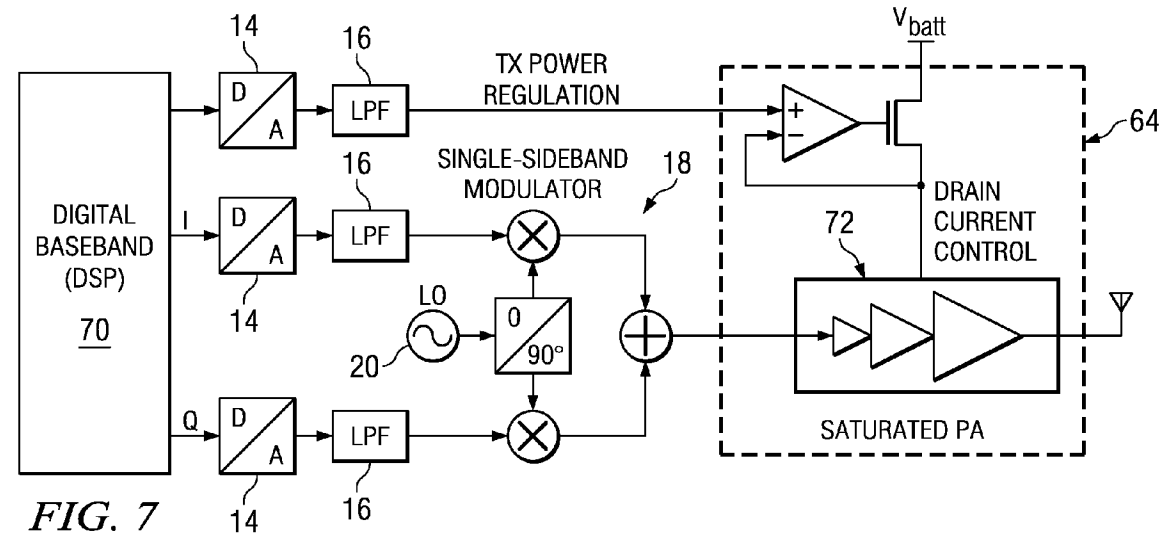 14
16
V batt
D
A
LPF
TX POWER
REGULATION
+
−
64
DIGITAL
BASEBAND
(DSP)
70
I
D
A
14
16
LPF
SINGLE-SIDEBAND
MODULATOR
18
DRAIN
CURRENT
CONTROL
72
LO
20
0
90°
Q
D
A
14
LPF
16
SATURATED PA
FIG. 7